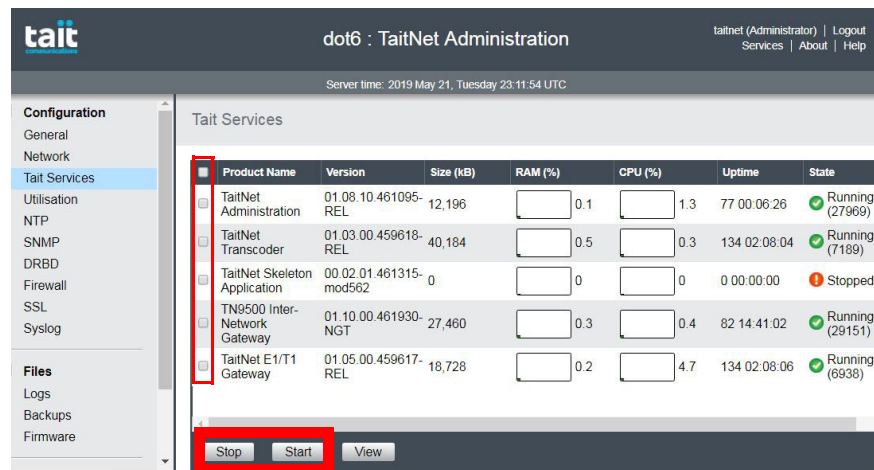 tait
communications
dot6 : TaitNet Administration
taitnet (Administrator) | Logout
Services | About | Help
Server time: 2019 May 21, Tuesday 23:11:54 UTC
Configuration
General
Network
Tait Services
Utilisation
NTP
SNMP
DRBD
Firewall
SSL
Syslog
Files
Logs
Backups
Firmware
Tait Services
Product Name Version Size (kB) RAM (%) CPU (%) Uptime State
TaitNet Administration 01.08.10.461095-REL 12,196 0.1 1.3 77 00:06:26 Running (27969)
TaitNet Transcoder 01.03.00.459618-REL 40,184 0.5 0.3 134 02:08:04 Running (7189)
TaitNet Skeleton Application 00.02.01.461315-mod562 0 0 0 0 00:00:00 Stopped
TN9500 Inter-Network Gateway 01.10.00.461930-NGT 27,460 0.3 0.4 82 14:41:02 Running (29151)
TaitNet E1/T1 Gateway 01.05.00.459617-REL 18,728 0.2 4.7 134 02:08:06 Running (6938)
Stop Start View